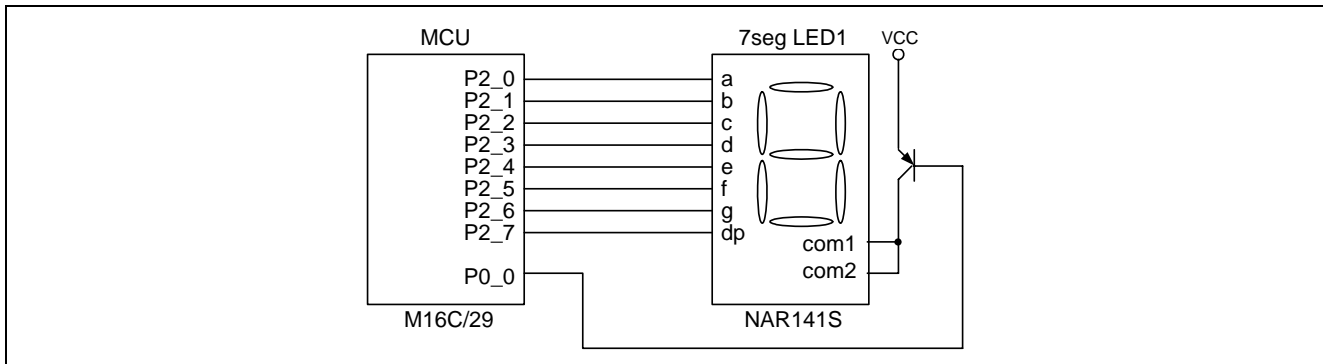 MCU
7seg LED1
VCC
P2_0
a
P2_1
b
P2_2
c
P2_3
d
P2_4
e
P2_5
f
P2_6
g
P2_7
dp
com1
P0_0
com2
M16C/29
NAR141S